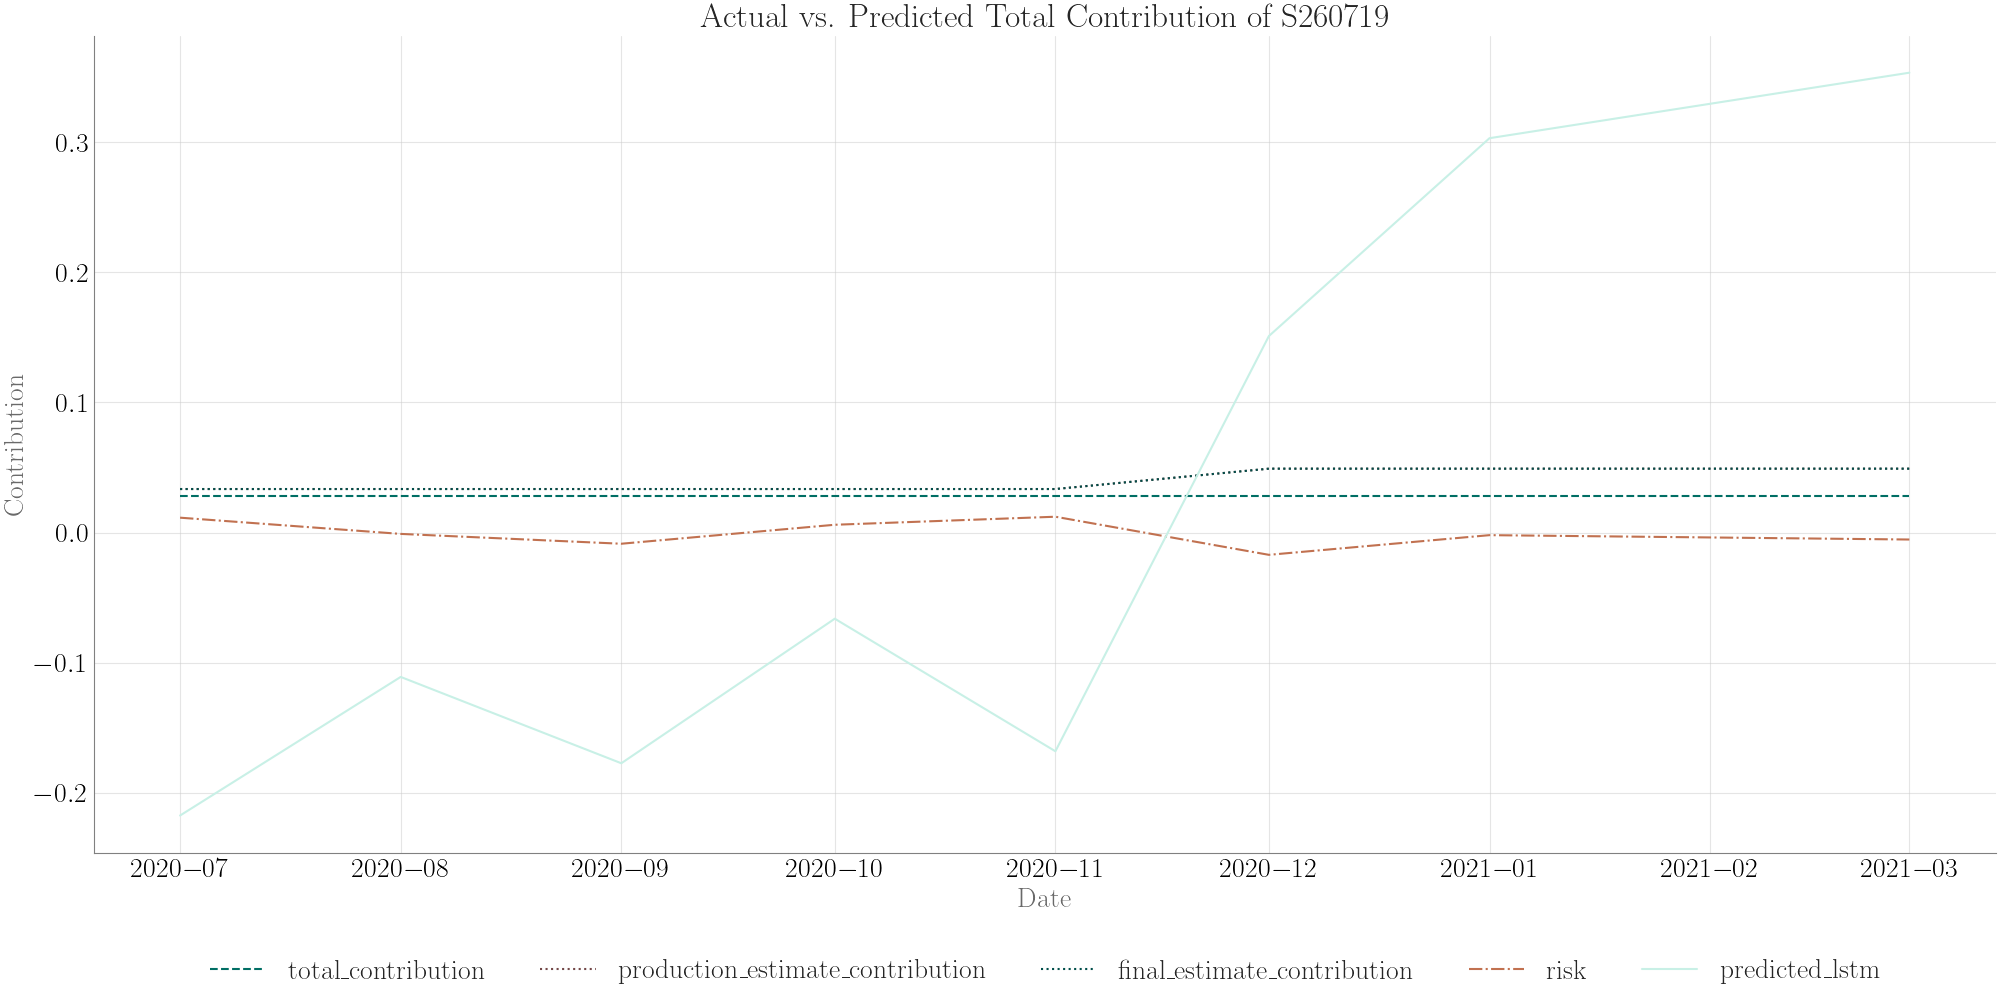 Actual vs. Predicted Total Contribution of S260719
Contribution
0.3
0.2
0.1
0.0
−0.1
−0.2
2020−07 2020−08 2020−09 2020−10 2020−11 2020−12 2021−01 2021−02 2021−03
Date
total_contribution production_estimate_contribution final_estimate_contribution risk predicted_lstm